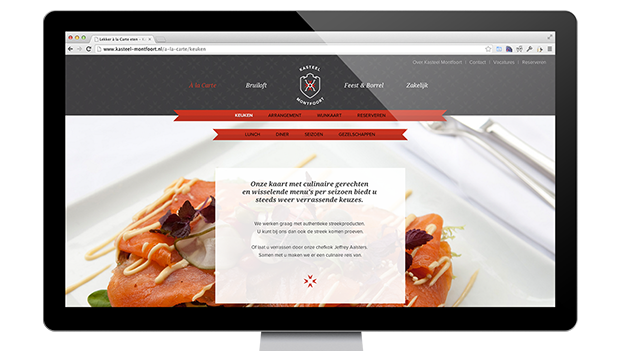 Lekker à la Carte eten - K
www.kasteel-montfoort.nl/a-la-carte/keuken
Over Kasteel Montfoort | Contact | Vacatures | Reserveren
À la Carte Bruiloft KASTEEL MONTFOORT Feest & Borrel Zakelijk
KEUKEN ARRANGEMENT WIJNKAART RESERVEREN
LUNCH DINER SEIZOEN GEZELSCHAPPEN
Onze kaart met culinaire gerechten
en wisselende menu's per seizoen biedt u
steeds weer verrassende keuzes.
We werken graag met authentieke streekproducten.
U kunt bij ons dan ook de streek komen proeven.
Of laat u verrassen door onze chefkok Jeffrey Aalsters.
Samen met u maken we er een culinaire reis van.